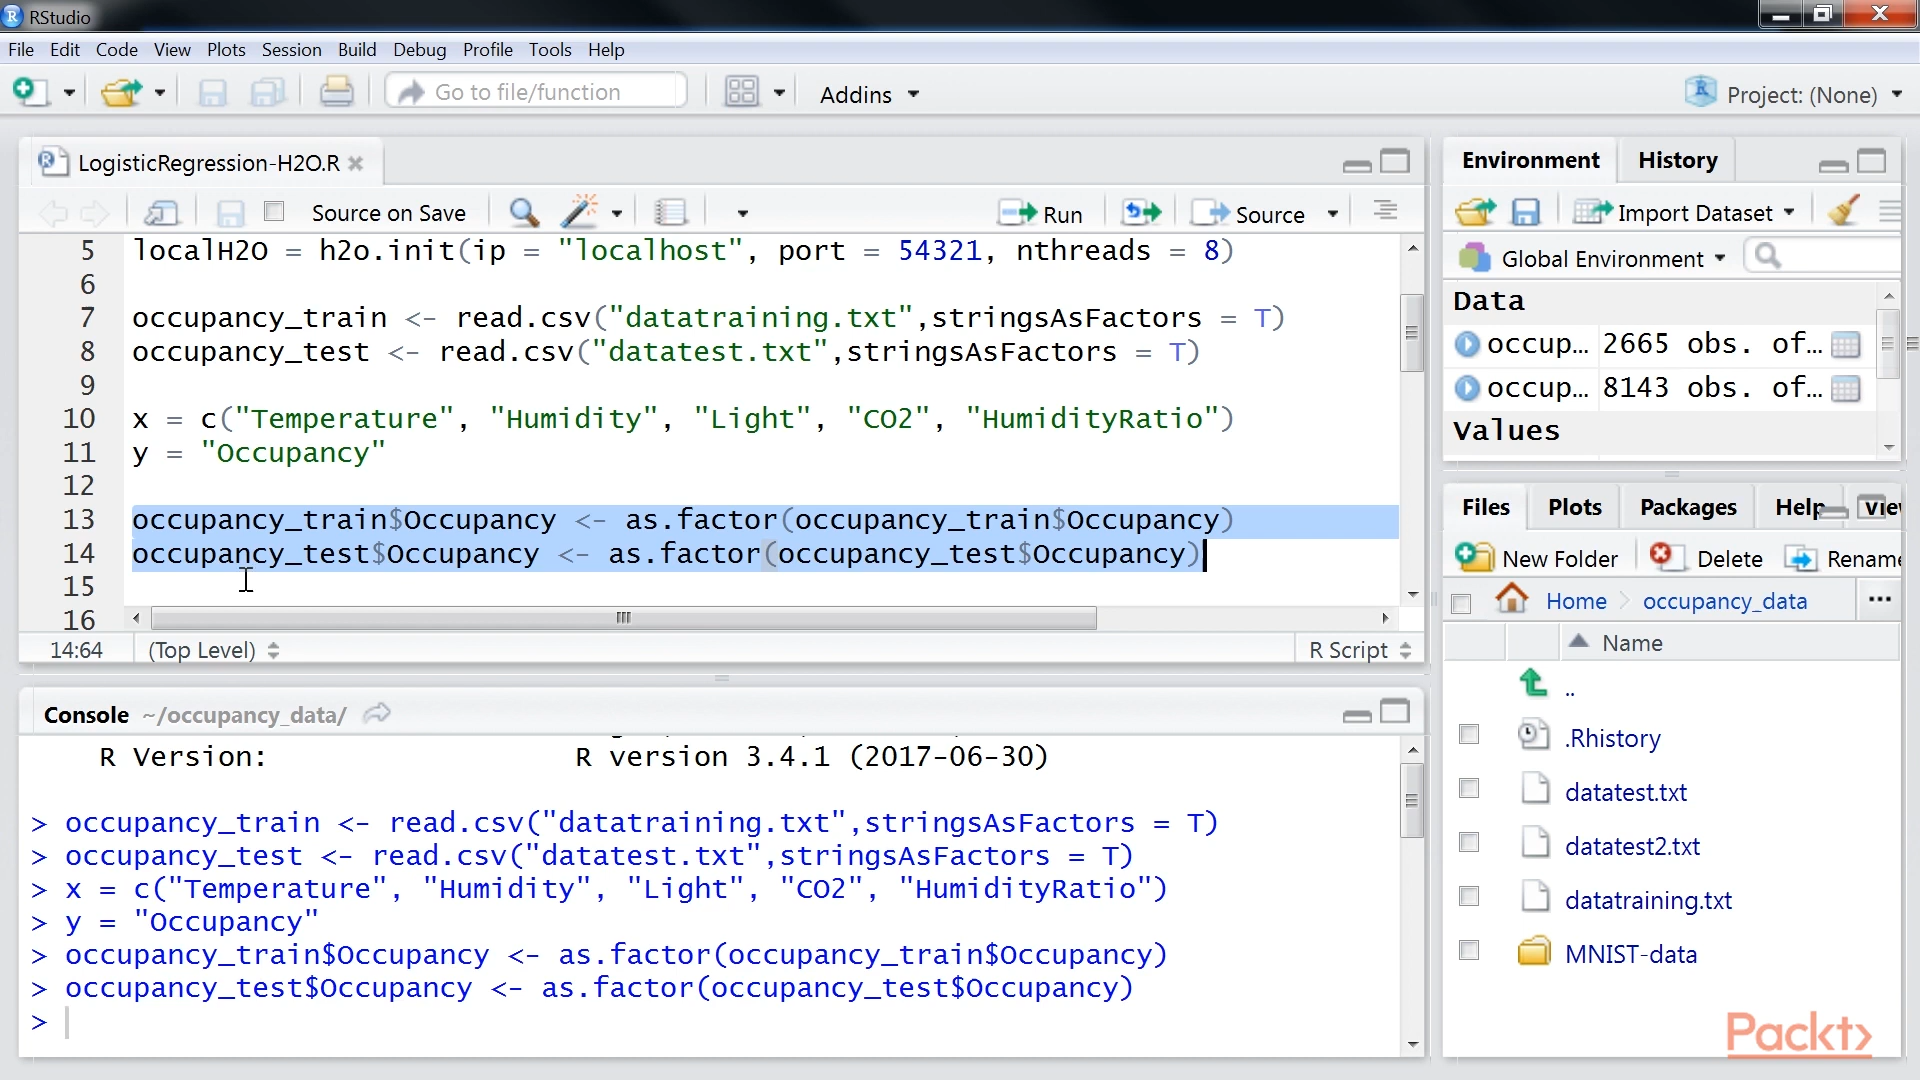 RStudio
File Edit Code View Plots Session Build Debug Profile Tools Help
Go to file/function
Addins
Project: (None)
LogisticRegression-H2O.R
Source on Save
Run
Source
5 localH2O = h2o.init(ip = "localhost", port = 54321, nthreads = 8)
6
7 occupancy_train <- read.csv("datatraining.txt",stringsAsFactors = T)
8 occupancy_test <- read.csv("datatest.txt",stringsAsFactors = T)
9
10 x = c("Temperature", "Humidity", "Light", "CO2", "HumidityRatio")
11 y = "Occupancy"
12
13 occupancy_train$Occupancy <- as.factor(occupancy_train$Occupancy)
14 occupancy_test$Occupancy <- as.factor(occupancy_test$Occupancy)
15
16
14:64 (Top Level) R Script
Console ~/occupancy_data/
R Version: R version 3.4.1 (2017-06-30)
> occupancy_train <- read.csv("datatraining.txt",stringsAsFactors = T)
> occupancy_test <- read.csv("datatest.txt",stringsAsFactors = T)
> x = c("Temperature", "Humidity", "Light", "CO2", "HumidityRatio")
> y = "Occupancy"
> occupancy_train$Occupancy <- as.factor(occupancy_train$Occupancy)
> occupancy_test$Occupancy <- as.factor(occupancy_test$Occupancy)
>
Environment History
Import Dataset
Global Environment
Data
occup... 2665 obs. of...
occup... 8143 obs. of...
Values
Files Plots Packages Help
New Folder Delete Rename
Home occupancy_data ...
Name
..
.Rhistory
datatest.txt
datatest2.txt
datatraining.txt
MNIST-data
Packt>